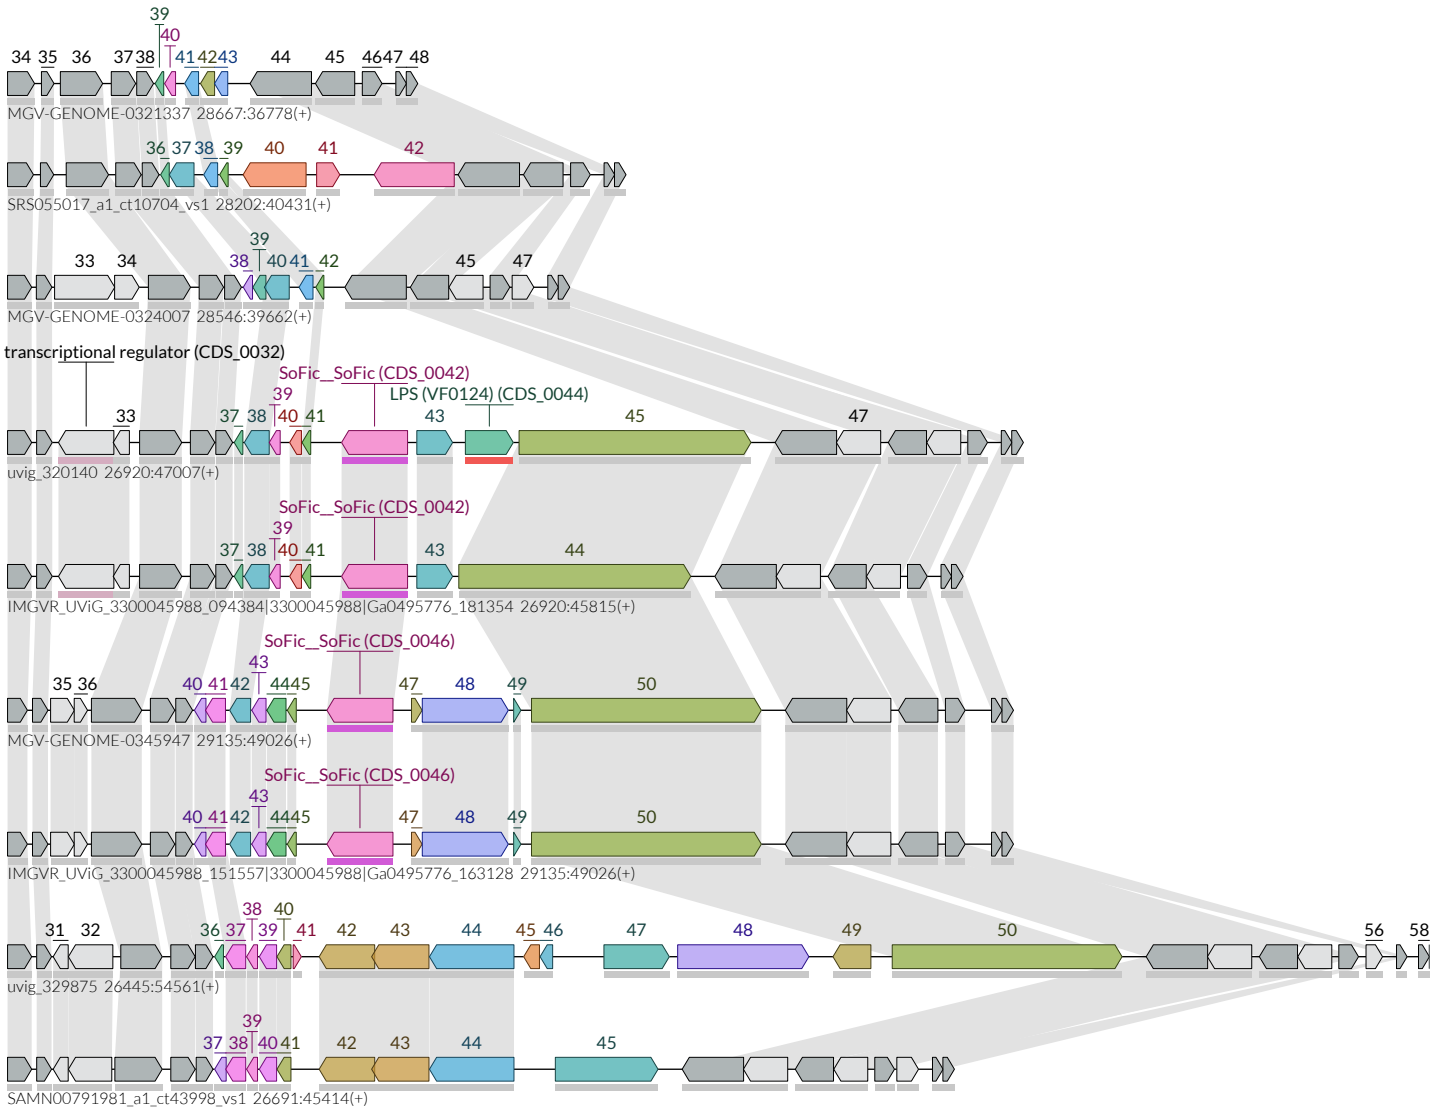 39
40
34 35 36 37 38 41 42 43 44 45 46 47 48
MGV-GENOME-0321337 28667:36778(+)
36 37 38 39 40 41 42
SRS055017_a1_ct10704_vs1 28202:40431(+)
39
33 34 38 40 41 42 45 47
MGV-GENOME-0324007 28546:39662(+)
transcriptional regulator (CDS_0032)
SoFic__SoFic (CDS_0042)
39 LPS (VF0124) (CDS_0044)
33 37 38 40 41 43 45 47
uvig_320140 26920:47007(+)
SoFic__SoFic (CDS_0042)
39
37 38 40 41 43 44
IMGVR_UViG_3300045988_094384|3300045988|Ga0495776_181354 26920:45815(+)
SoFic__SoFic (CDS_0046)
43
35 36 40 41 42 44 45 47 48 49 50
MGV-GENOME-0345947 29135:49026(+)
SoFic__SoFic (CDS_0046)
43
40 41 42 44 45 47 48 49 50
IMGVR_UViG_3300045988_151557|3300045988|Ga0495776_163128 29135:49026(+)
38 40
31 32 36 37 39 41 42 43 44 45 46 47 48 49 50 56 58
uvig_329875 26445:54561(+)
39
37 38 40 41 42 43 44 45
SAMN00791981_a1_ct43998_vs1 26691:45414(+)